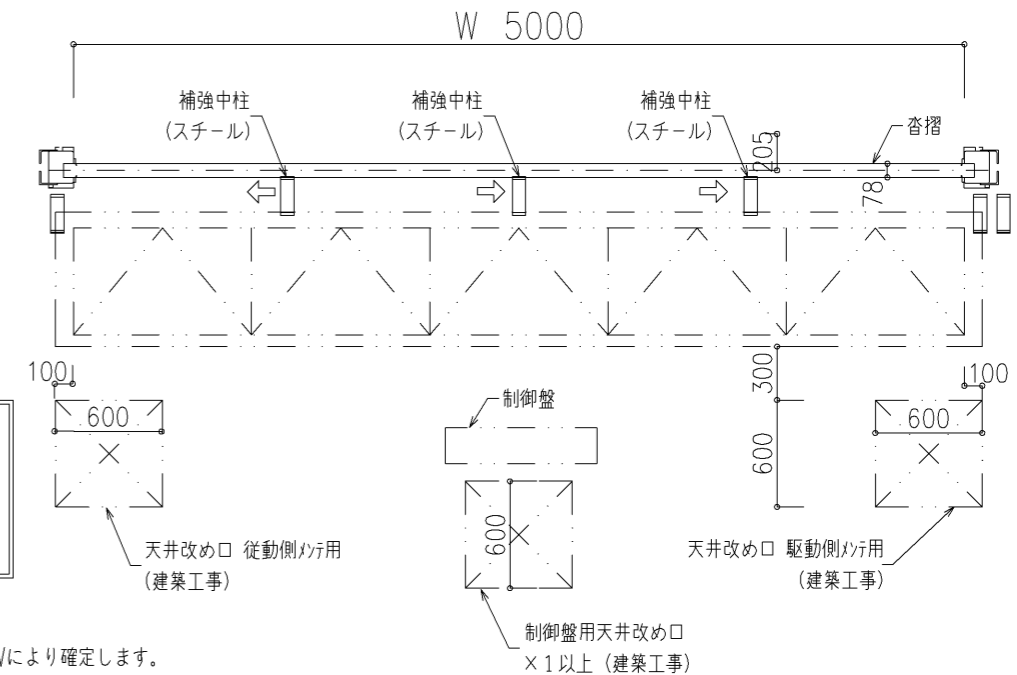 W 5000
補強中柱
(スチール)
補強中柱
(スチール)
補強中柱
(スチール)
205
沓摺
78
100
300
100
600
制御盤
600
600
600
天井改め口 従動側メンテ用
(建築工事)
天井改め口 駆動側メンテ用
(建築工事)
制御盤用天井改め口
×1以上 (建築工事)
により確定します。